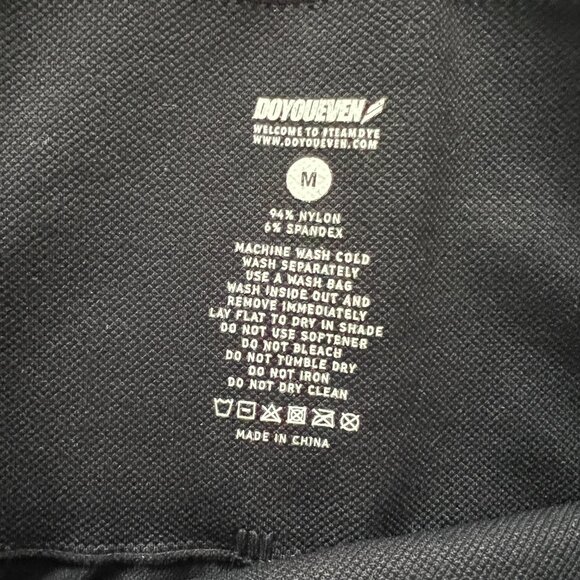 DOYOUEVEN
WELCOME TO #TEAMDYE
WWW.DOYOUEVEN.COM
M
94% NYLON
6% SPANDEX
MACHINE WASH COLD
WASH SEPARATELY
USE A WASH BAG
WASH INSIDE OUT AND
REMOVE IMMEDIATELY
LAY FLAT TO DRY IN SHADE
DO NOT USE SOFTENER
DO NOT BLEACH
DO NOT TUMBLE DRY
DO NOT IRON
DO NOT DRY CLEAN
MADE IN CHINA